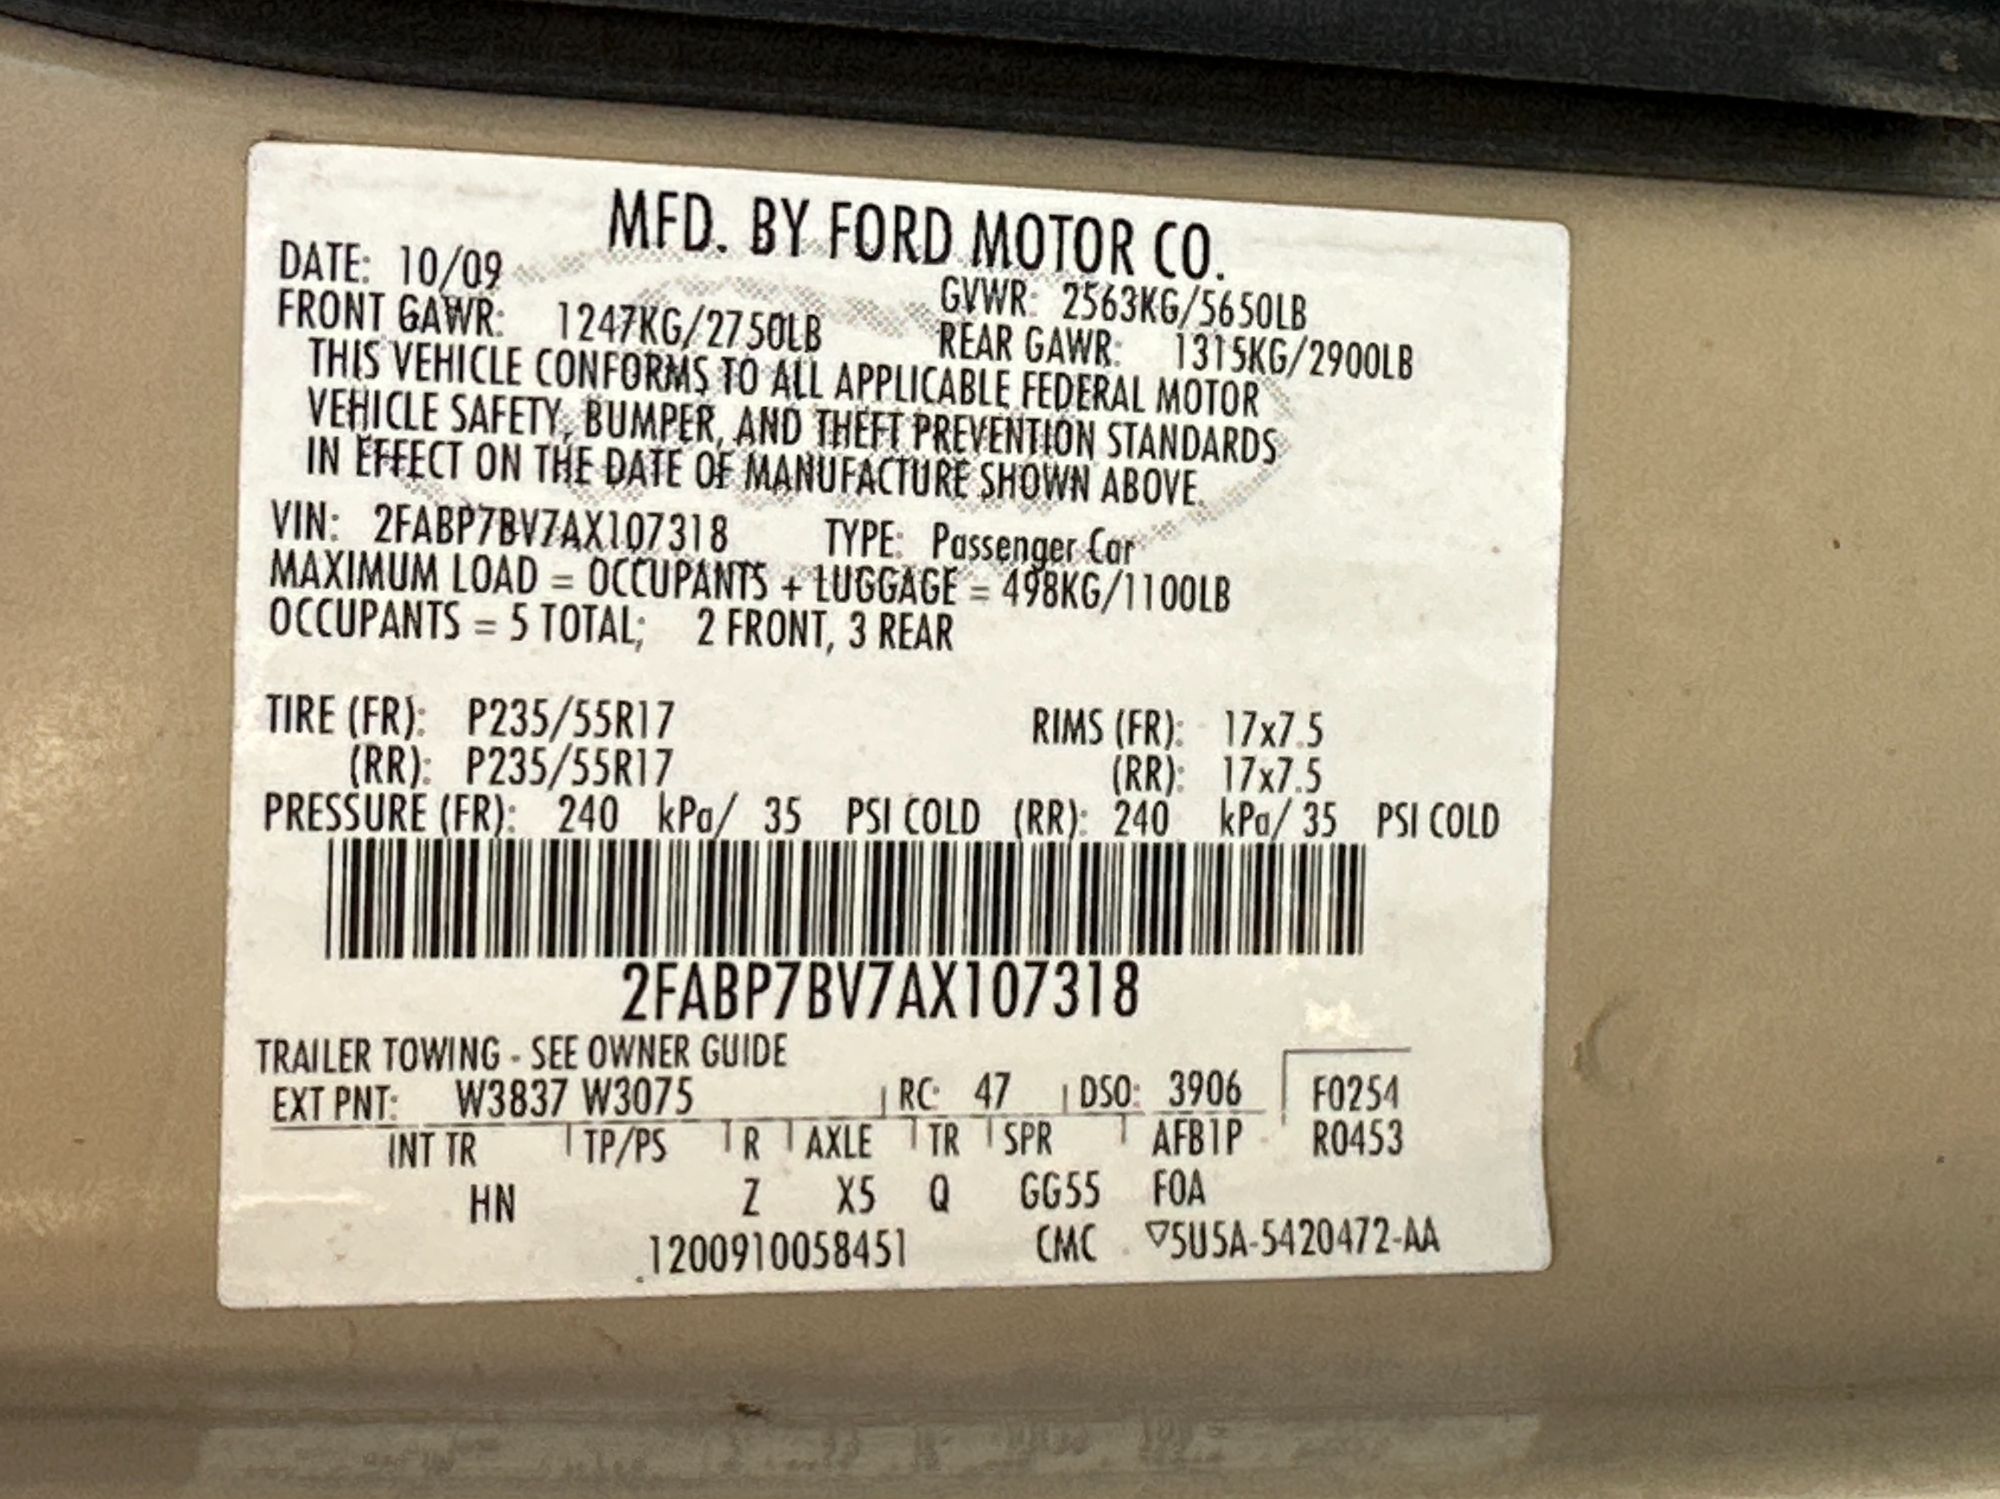 MFD. BY FORD MOTOR CO.
DATE: 10/09 GVWR: 2563KG/5650LB
FRONT GAWR: 1247KG/2750LB REAR GAWR: 1315KG/2900LB
THIS VEHICLE CONFORMS TO ALL APPLICABLE FEDERAL MOTOR
VEHICLE SAFETY, BUMPER, AND THEFT PREVENTION STANDARDS
IN EFFECT ON THE DATE OF MANUFACTURE SHOWN ABOVE.
VIN: 2FABP7BV7AX107318 TYPE: Passenger Car
MAXIMUM LOAD = OCCUPANTS + LUGGAGE = 498KG/1100LB
OCCUPANTS = 5 TOTAL; 2 FRONT, 3 REAR
TIRE (FR): P235/55R17 RIMS (FR): 17x7.5
(RR): P235/55R17 (RR): 17x7.5
PRESSURE (FR): 240 kPa/ 35 PSI COLD (RR): 240 kPa/ 35 PSI COLD
2FABP7BV7AX107318
TRAILER TOWING - SEE OWNER GUIDE
EXT PNT: W3837 W3075 RC: 47 DSO: 3906 F0254
INT TR TP/PS R AXLE TR SPR AFB1P R0453
HN Z X5 Q GG55 FOA
1200910058451 CMC ▽5U5A-5420472-AA